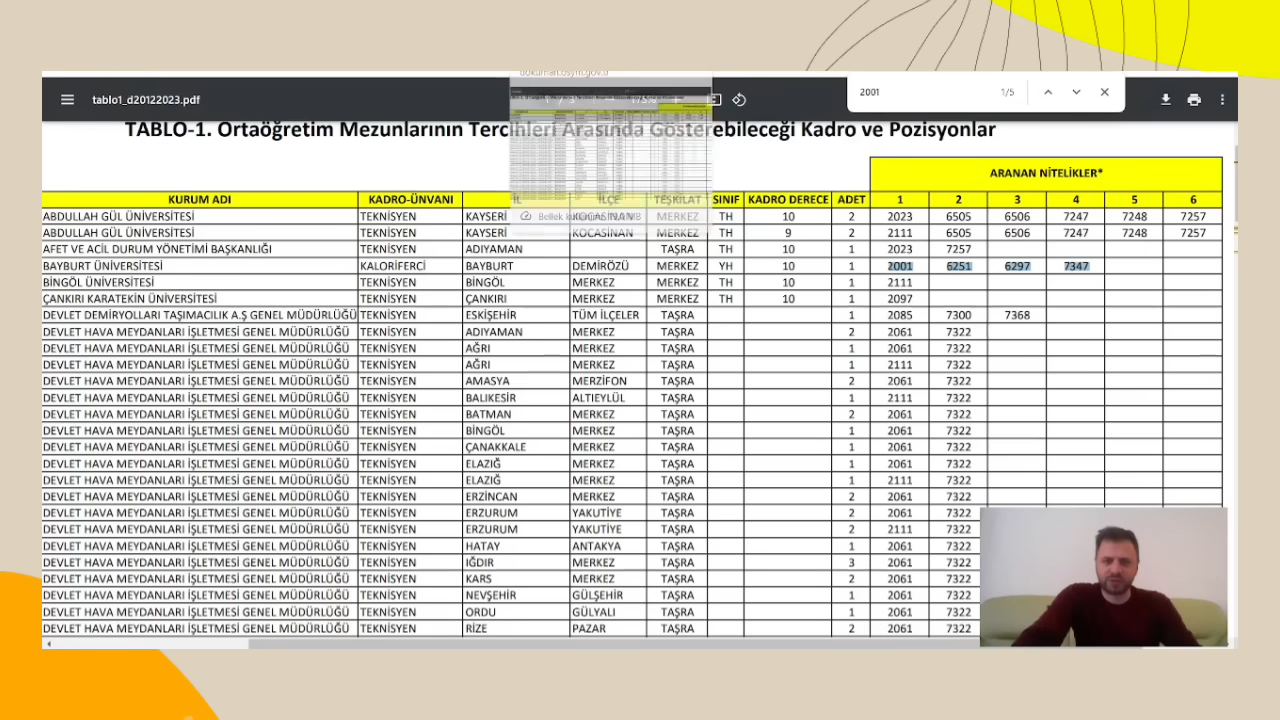 dokuman.osym.gov.tr
tablo1_d20122023.pdf
2001 1/5
TABLO-1. Ortaöğretim Mezunlarının Tercihleri Arasında Gösterebileceği Kadro ve Pozisyonlar
ARANAN NİTELİKLER*
KURUM ADI KADRO-ÜNVANI İL İLÇE TEŞKİLAT SINIF KADRO DERECE ADET 1 2 3 4 5 6
ABDULLAH GÜL ÜNİVERSİTESİ TEKNİSYEN KAYSERİ KOCASİNAN MERKEZ TH 10 2 2023 6505 6506 7247 7248 7257
ABDULLAH GÜL ÜNİVERSİTESİ TEKNİSYEN KAYSERİ KOCASİNAN MERKEZ TH 9 2 2111 6505 6506 7247 7248 7257
AFET VE ACİL DURUM YÖNETİMİ BAŞKANLIĞI TEKNİSYEN ADIYAMAN TAŞRA TH 10 1 2023 7257
BAYBURT ÜNİVERSİTESİ KALORİFERCİ BAYBURT DEMİRÖZÜ MERKEZ YH 10 1 2001 6251 6297 7347
BİNGÖL ÜNİVERSİTESİ TEKNİSYEN BİNGÖL MERKEZ MERKEZ TH 10 1 2111
ÇANKIRI KARATEKİN ÜNİVERSİTESİ TEKNİSYEN ÇANKIRI MERKEZ MERKEZ TH 10 1 2097
DEVLET DEMİRYOLLARI TAŞIMACILIK A.Ş GENEL MÜDÜRLÜĞÜ TEKNİSYEN ESKİŞEHİR TÜM İLÇELER TAŞRA 1 2085 7300 7368
DEVLET HAVA MEYDANLARI İŞLETMESİ GENEL MÜDÜRLÜĞÜ TEKNİSYEN ADIYAMAN MERKEZ TAŞRA 2 2061 7322
DEVLET HAVA MEYDANLARI İŞLETMESİ GENEL MÜDÜRLÜĞÜ TEKNİSYEN AĞRI MERKEZ TAŞRA 1 2061 7322
DEVLET HAVA MEYDANLARI İŞLETMESİ GENEL MÜDÜRLÜĞÜ TEKNİSYEN AĞRI MERKEZ TAŞRA 1 2111 7322
DEVLET HAVA MEYDANLARI İŞLETMESİ GENEL MÜDÜRLÜĞÜ TEKNİSYEN AMASYA MERZİFON TAŞRA 2 2061 7322
DEVLET HAVA MEYDANLARI İŞLETMESİ GENEL MÜDÜRLÜĞÜ TEKNİSYEN BALIKESİR ALTIEYLÜL TAŞRA 1 2111 7322
DEVLET HAVA MEYDANLARI İŞLETMESİ GENEL MÜDÜRLÜĞÜ TEKNİSYEN BATMAN MERKEZ TAŞRA 2 2061 7322
DEVLET HAVA MEYDANLARI İŞLETMESİ GENEL MÜDÜRLÜĞÜ TEKNİSYEN BİNGÖL MERKEZ TAŞRA 1 2061 7322
DEVLET HAVA MEYDANLARI İŞLETMESİ GENEL MÜDÜRLÜĞÜ TEKNİSYEN ÇANAKKALE MERKEZ TAŞRA 1 2061 7322
DEVLET HAVA MEYDANLARI İŞLETMESİ GENEL MÜDÜRLÜĞÜ TEKNİSYEN ELAZIĞ MERKEZ TAŞRA 1 2061 7322
DEVLET HAVA MEYDANLARI İŞLETMESİ GENEL MÜDÜRLÜĞÜ TEKNİSYEN ELAZIĞ MERKEZ TAŞRA 1 2111 7322
DEVLET HAVA MEYDANLARI İŞLETMESİ GENEL MÜDÜRLÜĞÜ TEKNİSYEN ERZİNCAN MERKEZ TAŞRA 2 2061 7322
DEVLET HAVA MEYDANLARI İŞLETMESİ GENEL MÜDÜRLÜĞÜ TEKNİSYEN ERZURUM YAKUTİYE TAŞRA 2 2061 7322
DEVLET HAVA MEYDANLARI İŞLETMESİ GENEL MÜDÜRLÜĞÜ TEKNİSYEN ERZURUM YAKUTİYE TAŞRA 2 2111 7322
DEVLET HAVA MEYDANLARI İŞLETMESİ GENEL MÜDÜRLÜĞÜ TEKNİSYEN HATAY ANTAKYA TAŞRA 1 2061 7322
DEVLET HAVA MEYDANLARI İŞLETMESİ GENEL MÜDÜRLÜĞÜ TEKNİSYEN IĞDIR MERKEZ TAŞRA 3 2061 7322
DEVLET HAVA MEYDANLARI İŞLETMESİ GENEL MÜDÜRLÜĞÜ TEKNİSYEN KARS MERKEZ TAŞRA 2 2061 7322
DEVLET HAVA MEYDANLARI İŞLETMESİ GENEL MÜDÜRLÜĞÜ TEKNİSYEN NEVŞEHİR GÜLŞEHİR TAŞRA 1 2061 7322
DEVLET HAVA MEYDANLARI İŞLETMESİ GENEL MÜDÜRLÜĞÜ TEKNİSYEN ORDU GÜLYALI TAŞRA 1 2061 7322
DEVLET HAVA MEYDANLARI İŞLETMESİ GENEL MÜDÜRLÜĞÜ TEKNİSYEN RİZE PAZAR TAŞRA 2 2061 7322